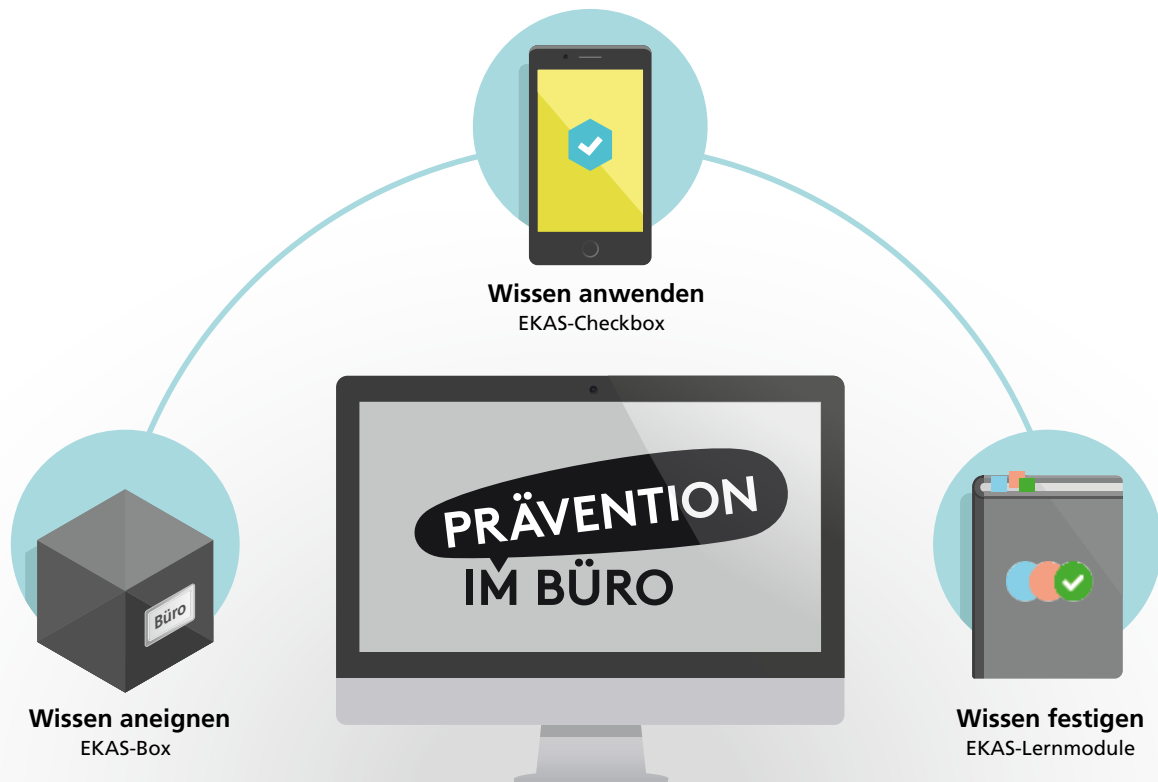 Wissen anwenden
EKAS-Checkbox
PRÄVENTION
IM BÜRO
Büro
Wissen aneignen
EKAS-Box
Wissen festigen
EKAS-Lernmodule